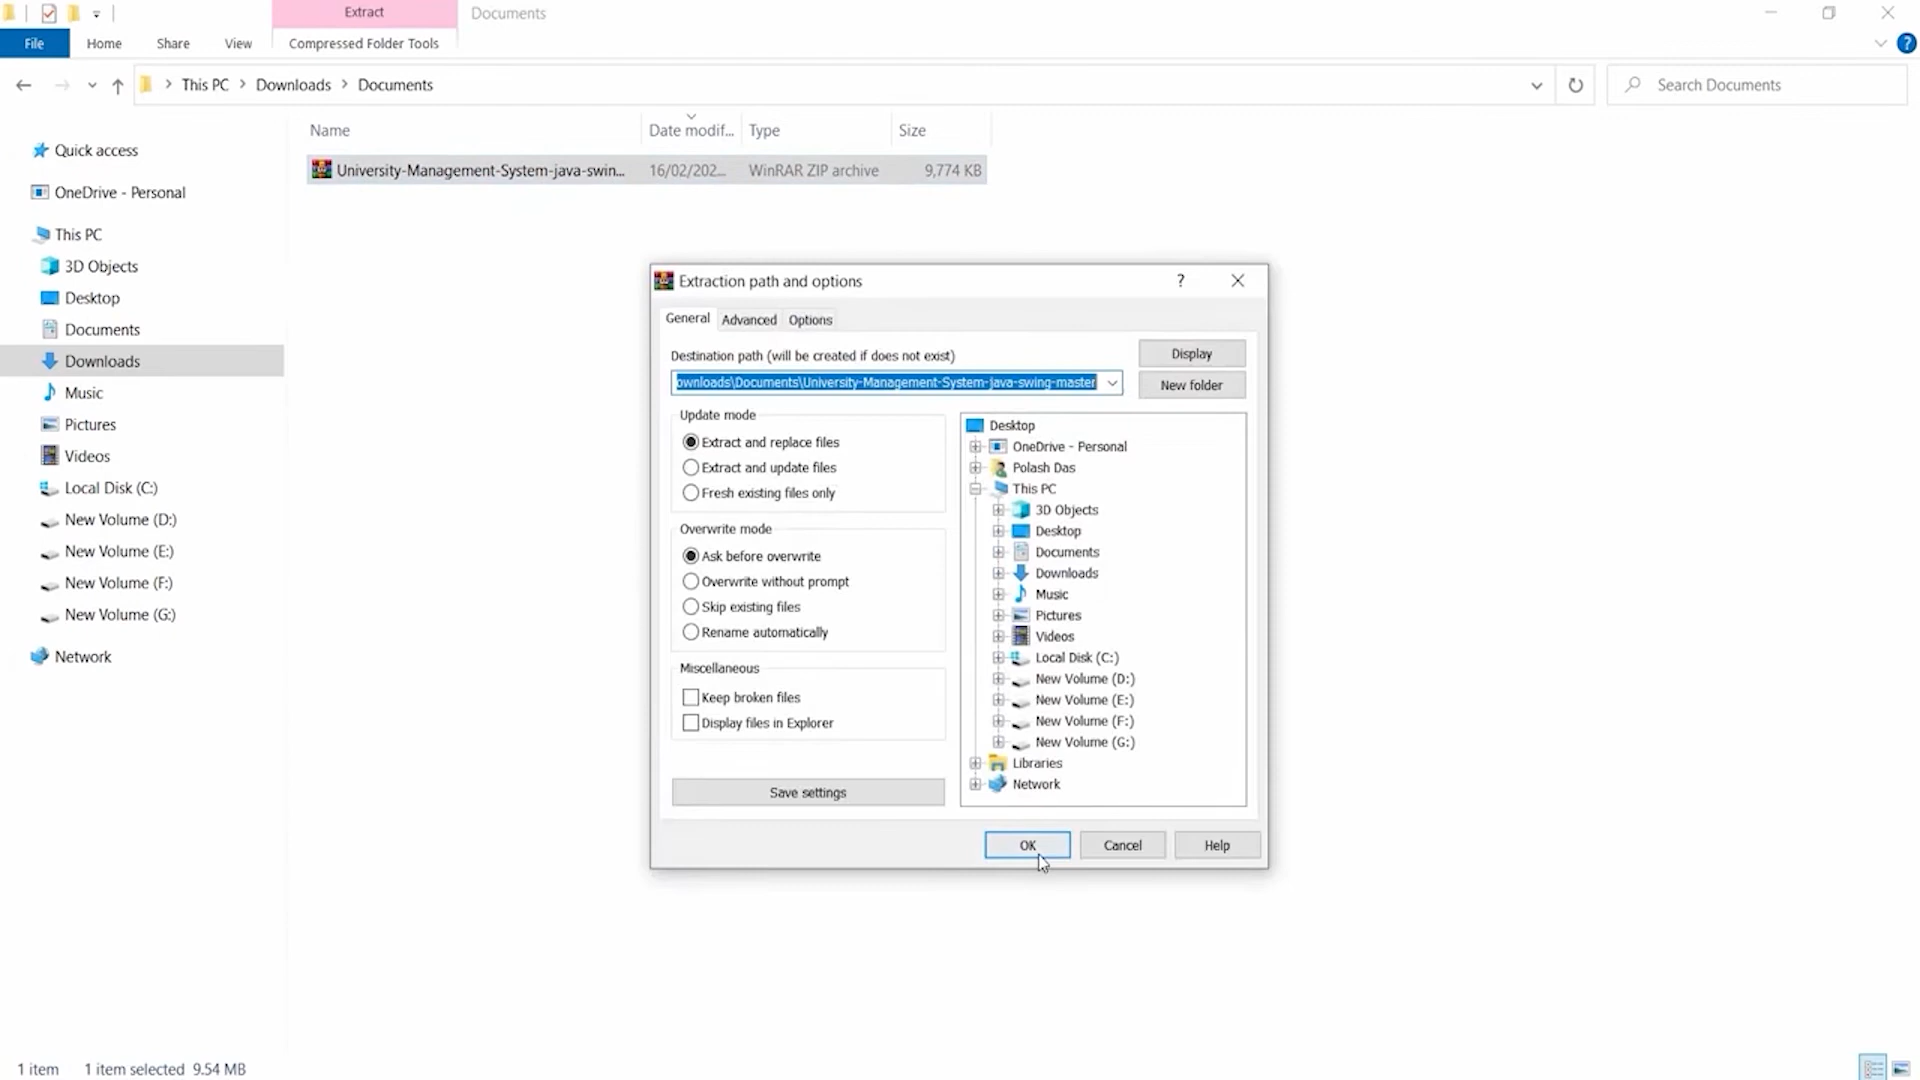 Extract
Documents
File
Home
Share
View
Compressed Folder Tools
?
This PC
Downloads
Documents
Search Documents
Quick access
OneDrive - Personal
This PC
3D Objects
Desktop
Documents
Downloads
Music
Pictures
Videos
Local Disk (C:)
New Volume (D:)
New Volume (E:)
New Volume (F:)
New Volume (G:)
Network
Name
Date modif...
Type
Size
University-Management-System-java-swin...
16/02/202...
WinRAR ZIP archive
9,774 KB
Extraction path and options
?
General
Advanced
Options
Destination path (will be created if does not exist)
ownloads\Documents\University-Management-System-java-swing-master
Display
New folder
Update mode
Extract and replace files
Extract and update files
Fresh existing files only
Overwrite mode
Ask before overwrite
Overwrite without prompt
Skip existing files
Rename automatically
Miscellaneous
Keep broken files
Display files in Explorer
Save settings
Desktop
OneDrive - Personal
Polash Das
This PC
3D Objects
Desktop
Documents
Downloads
Music
Pictures
Videos
Local Disk (C:)
New Volume (D:)
New Volume (E:)
New Volume (F:)
New Volume (G:)
Libraries
Network
OK
Cancel
Help
1 item
1 item selected 9.54 MB